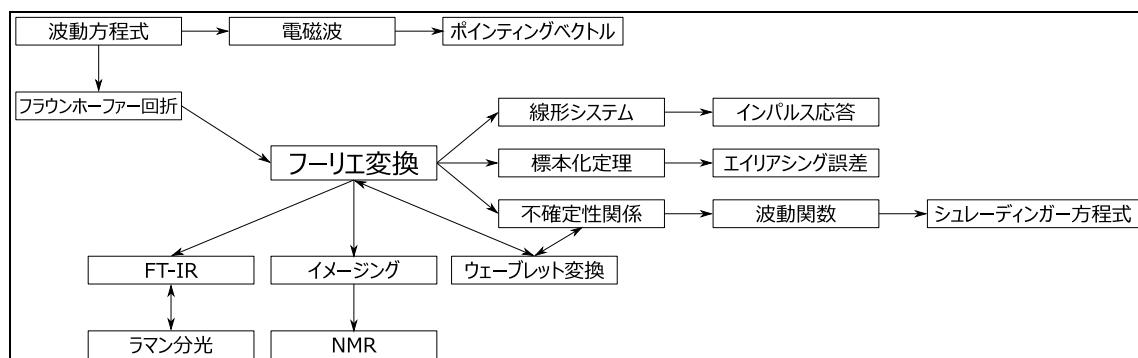 波動方程式
電磁波
ポインティングベクトル
フラウンホーファー回折
線形システム
インパルス応答
フーリエ変換
標本化定理
エイリアシング誤差
不確定性関係
波動関数
シュレーディンガー方程式
FT-IR
イメージング
ウェーブレット変換
ラマン分光
NMR